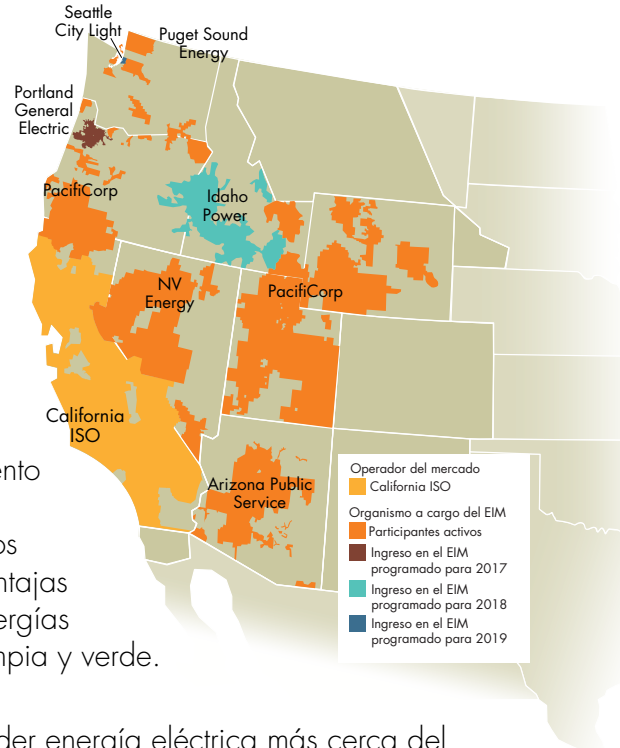 Seattle
City Light
Puget Sound
Energy
Portland
General
Electric
PacifiCorp
Idaho
Power
NV
Energy
PacifiCorp
California
ISO
Arizona Public
Service
Operador del mercado
California ISO
Organismo a cargo del EIM
Participantes activos
Ingreso en el EIM
programado para 2017
Ingreso en el EIM
programado para 2018
Ingreso en el EIM
programado para 2019
ento
os
ntajas
ergías
mpia y verde.
der energía eléctrica más cerca del